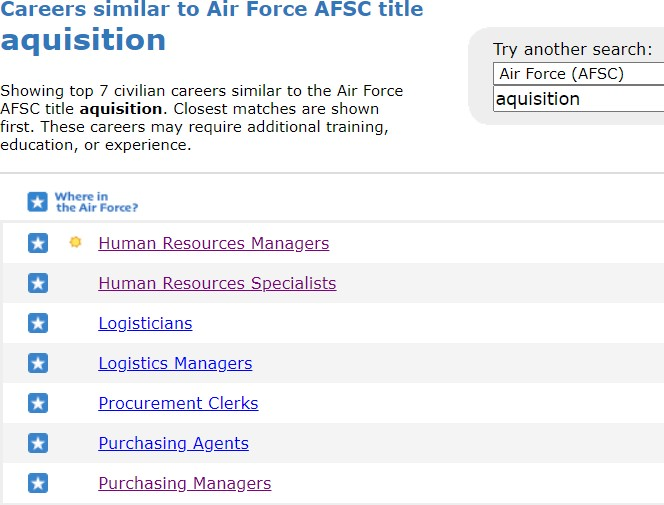 Careers similar to Air Force AFSC title
aquisition
Try another search:
Air Force (AFSC)
aquisition
Showing top 7 civilian careers similar to the Air Force
AFSC title aquisition. Closest matches are shown
first. These careers may require additional training,
education, or experience.
Where in
the Air Force?
Human Resources Managers
Human Resources Specialists
Logisticians
Logistics Managers
Procurement Clerks
Purchasing Agents
Purchasing Managers